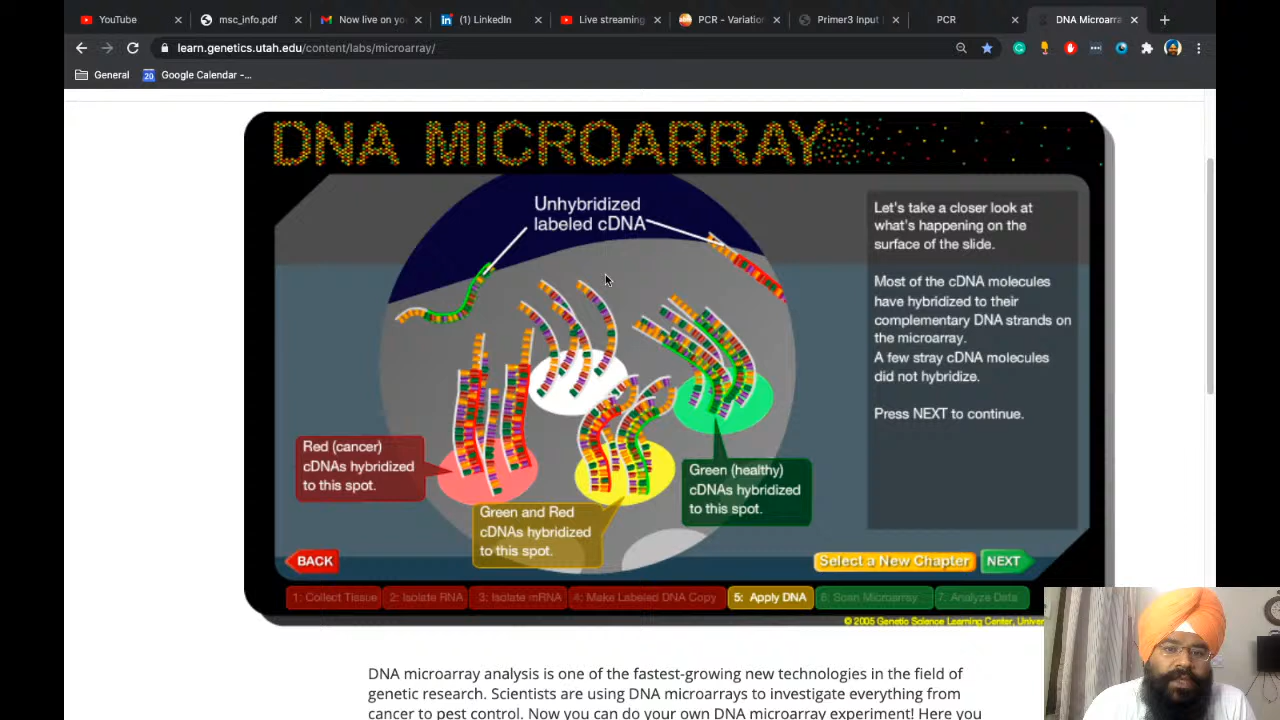 YouTube
msc_info.pdf
Now live on yo
(1) LinkedIn
Live streaming
PCR - Variation
Primer3 Input
PCR
DNA Microarra
learn.genetics.utah.edu/content/labs/microarray/
General
20
Google Calendar -...
DNA MICROARRAY
Unhybridized
labeled cDNA
Red (cancer)
cDNAs hybridized
to this spot.
Green and Red
cDNAs hybridized
to this spot.
Green (healthy)
cDNAs hybridized
to this spot.
Let's take a closer look at
what's happening on the
surface of the slide.
Most of the cDNA molecules
have hybridized to their
complementary DNA strands on
the microarray.
A few stray cDNA molecules
did not hybridize.
Press NEXT to continue.
BACK
Select a New Chapter
NEXT
1: Collect Tissue
2: Isolate RNA
3: Isolate mRNA
4: Make Labeled DNA Copy
5: Apply DNA
6: Scan Microarray
7. Analyze Data
© 2005 Genetic Science Learning Center, Univer
DNA microarray analysis is one of the fastest-growing new technologies in the field of
genetic research. Scientists are using DNA microarrays to investigate everything from
cancer to pest control. Now you can do your own DNA microarray experiment! Here you